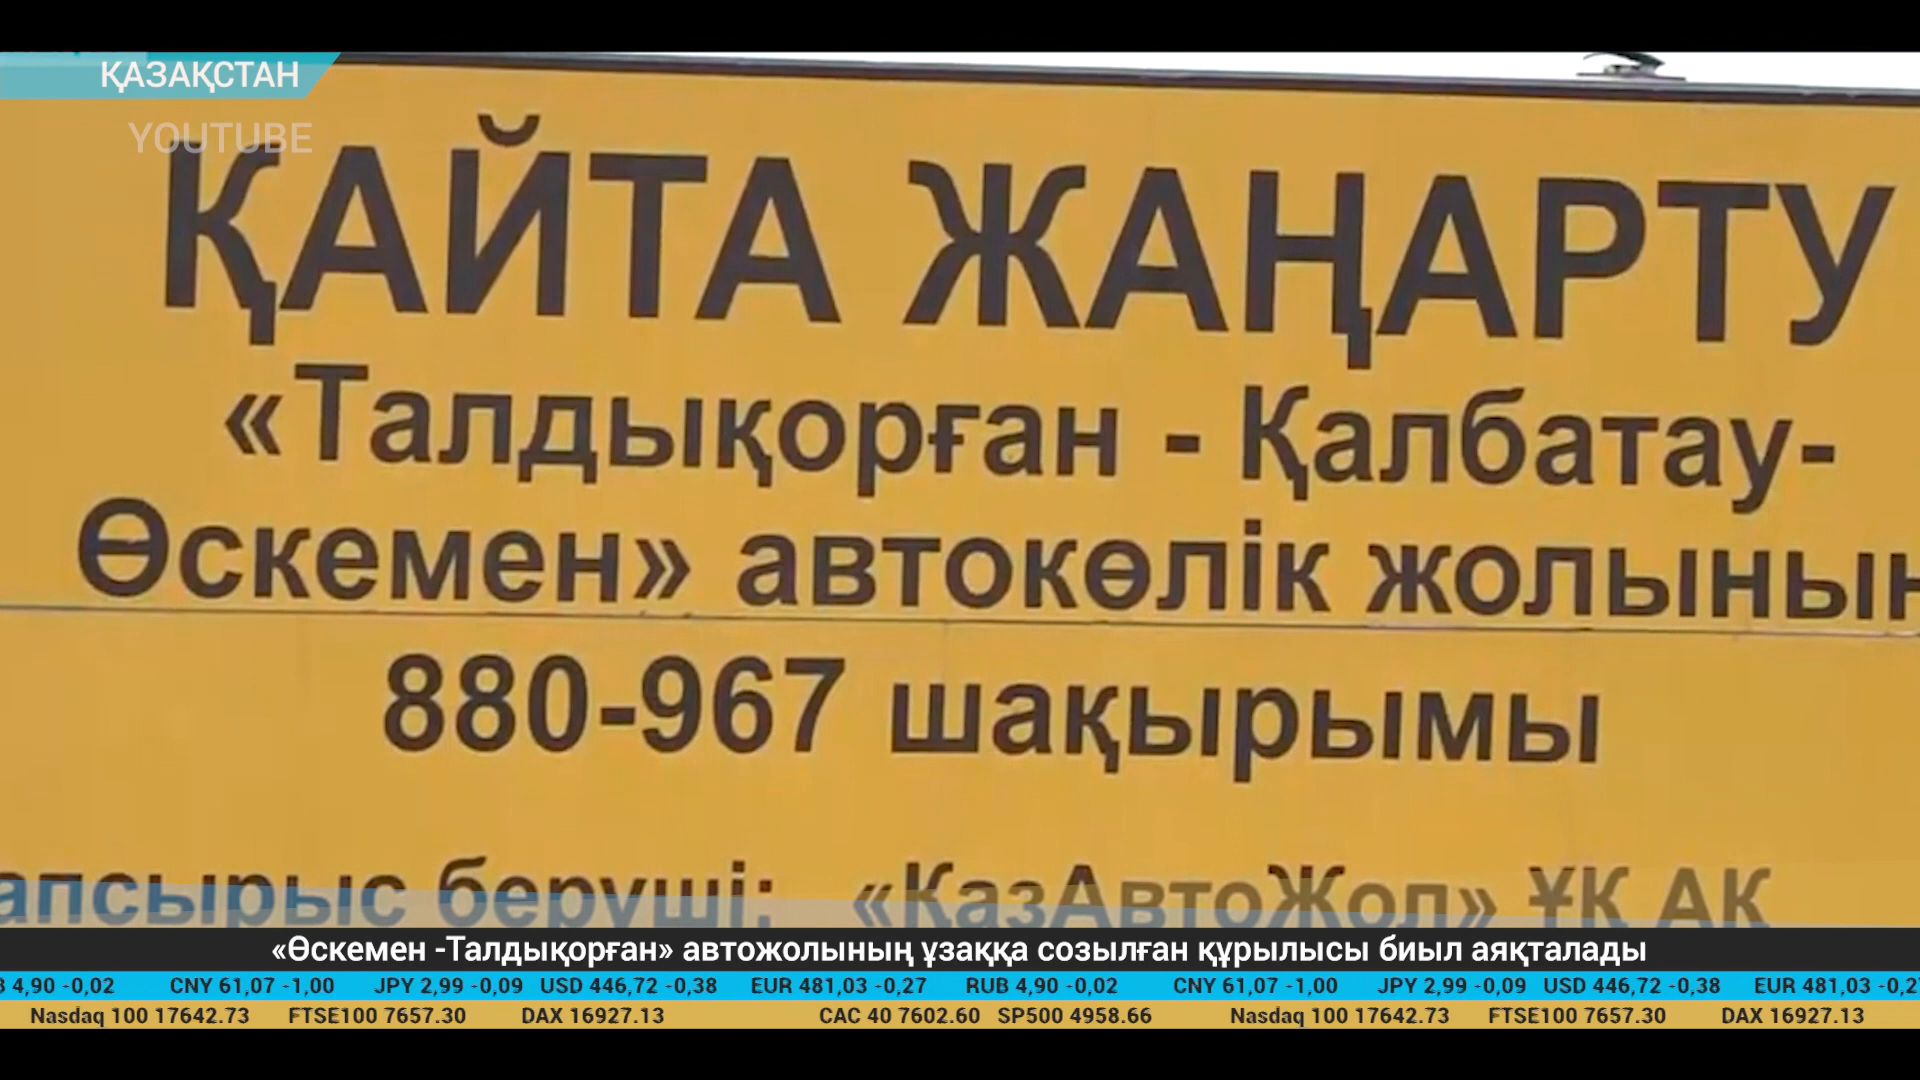 ҚАЗАҚСТАН
YOUTUBE
ҚАЙТА ЖАҢАРТУ
«Талдықорған - Қалбатау-
Өскемен» автокөлік жолының
880-967 шақырымы
апсырыс беруші: «ҚазАвтоЖол» ҰК АҚ
«Өскемен -Талдықорған» автожолының ұзаққа созылған құрылысы биыл аяқталады
B 4,90 -0,02 CNY 61,07 -1,00 JPY 2,99 -0,09 USD 446,72 -0,38 EUR 481,03 -0,27 RUB 4,90 -0,02 CNY 61,07 -1,00 JPY 2,99 -0,09 USD 446,72 -0,38 EUR 481,03 -0,27
Nasdaq 100 17642.73 FTSE100 7657.30 DAX 16927.13 CAC 40 7602.60 SP500 4958.66 Nasdaq 100 17642.73 FTSE100 7657.30 DAX 16927.13